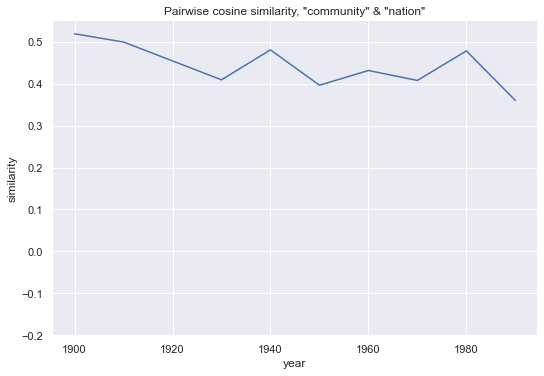 Pairwise cosine similarity, "community" & "nation"
similarity
0.5
0.4
0.3
0.2
0.1
0.0
−0.1
−0.2
1900 1920 1940 1960 1980
year